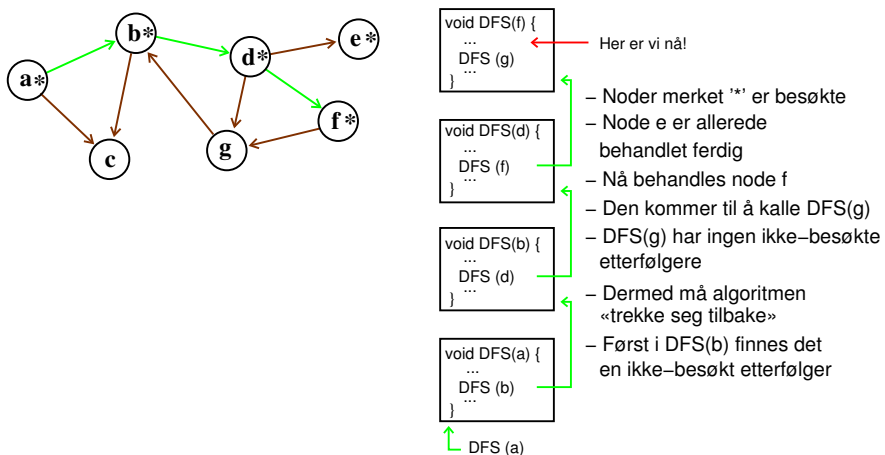 a*
b*
c
d*
e*
f*
g
void DFS(f) {
...
DFS (g)
...
}
Her er vi nå!
void DFS(d) {
...
DFS (f)
...
}
void DFS(b) {
...
DFS (d)
...
}
void DFS(a) {
...
DFS (b)
...
}
DFS (a)
– Noder merket '*' er besøkte
– Node e er allerede
behandlet ferdig
– Nå behandles node f
– Den kommer til å kalle DFS(g)
– DFS(g) har ingen ikke–besøkte
etterfølgere
– Dermed må algoritmen
«trekke seg tilbake»
– Først i DFS(b) finnes det
en ikke–besøkt etterfølger